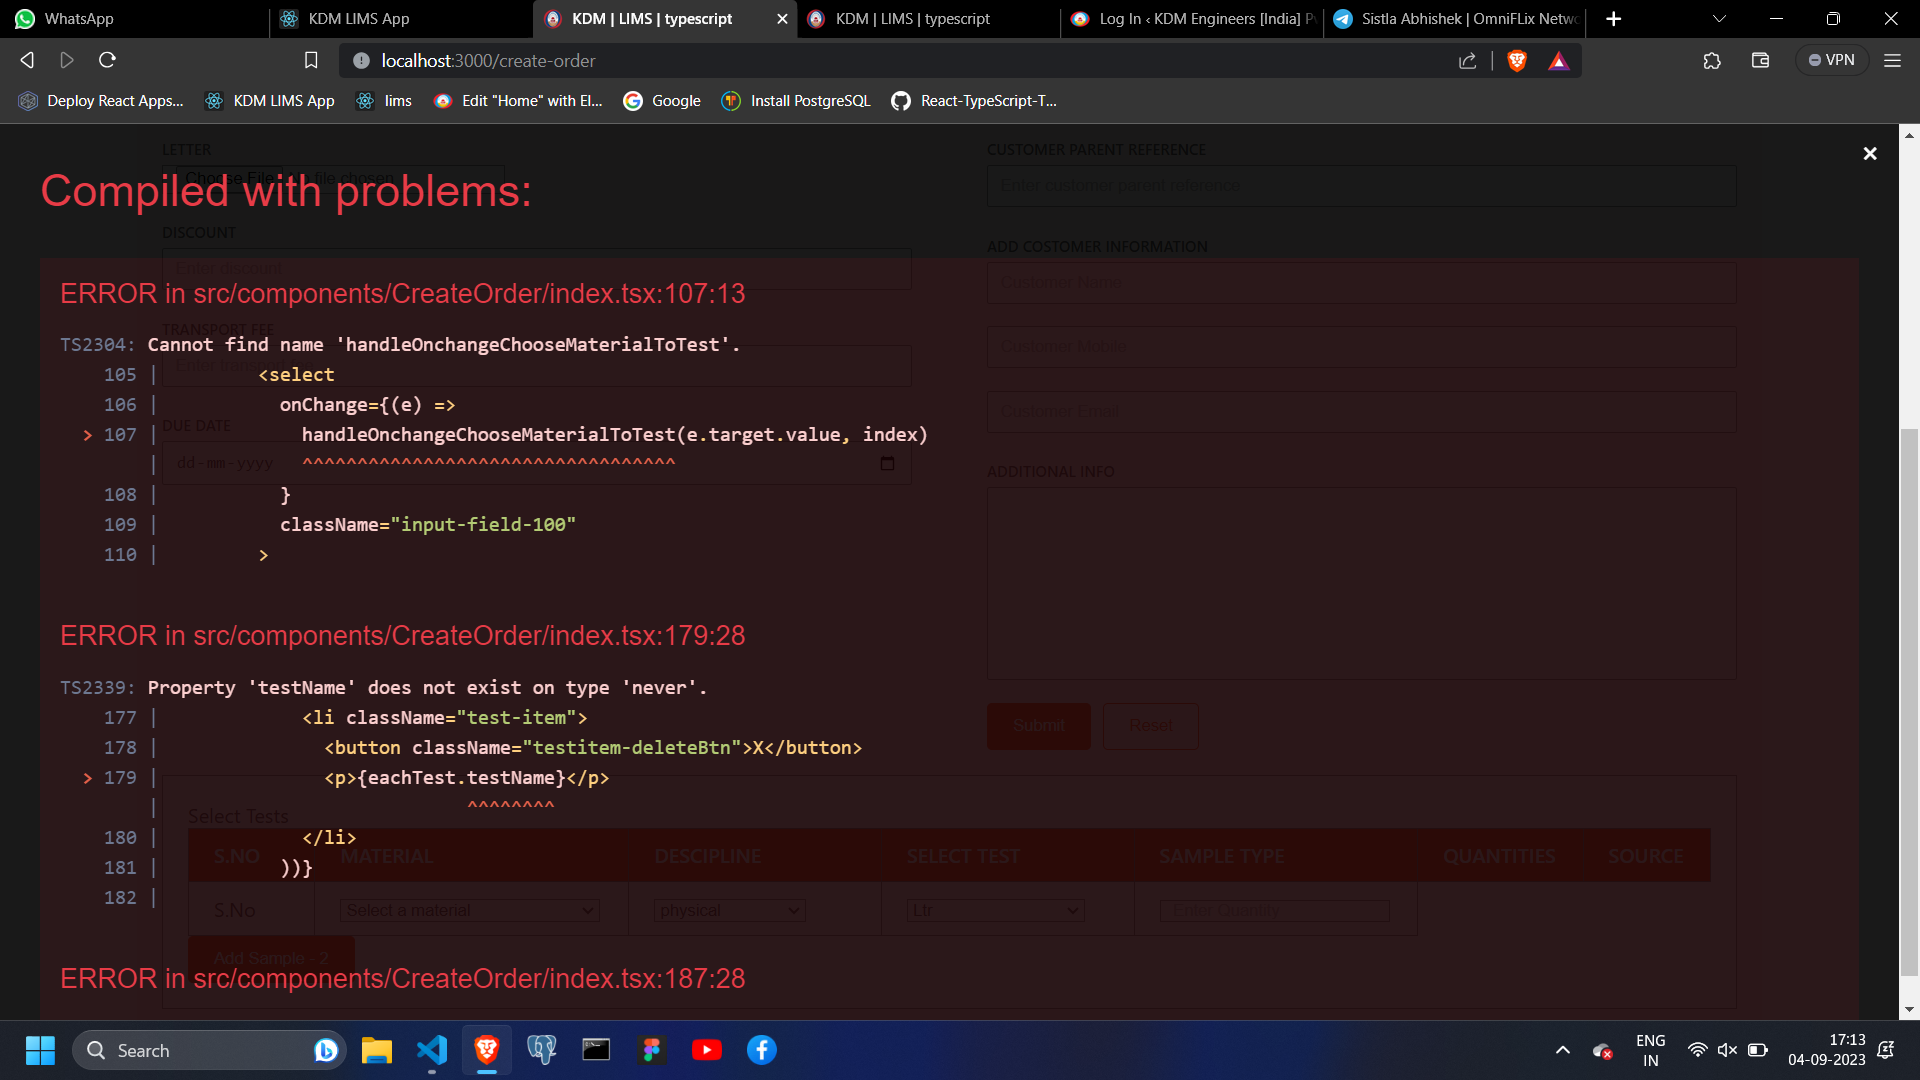 WhatsApp
KDM LIMS App
KDM | LIMS | typescript
KDM | LIMS | typescript
Log In ‹ KDM Engineers [India] P
Sistla Abhishek | OmniFLix Netwo
localhost:3000/create-order
VPN
Deploy React Apps...
KDM LIMS App
lims
Edit "Home" with El...
Google
Install PostgreSQL
React-TypeScript-T...
LETTER
Choose File No file chosen
CUSTOMER PARENT REFERENCE
Enter customer parent reference
Compiled with problems:
DISCOUNT
Enter discount
ADD COSTOMER INFORMATION
Customer Name
ERROR in src/components/CreateOrder/index.tsx:107:13
TRANSPORT FEE
TS2304: Cannot find name 'handleOnchangeChooseMaterialToTest'.
Customer Mobile
105 | <select
106 | onChange={(e) =>
Customer Email
DUE DATE
> 107 | handleOnchangeChooseMaterialToTest(e.target.value, index)
| ^^^^^^^^^^^^^^^^^^^^^^^^^^^^^^^^^^
dd-mm-yyyy
ADDITIONAL INFO
108 | }
109 | className="input-field-100"
110 | >
ERROR in src/components/CreateOrder/index.tsx:179:28
TS2339: Property 'testName' does not exist on type 'never'.
177 | <li className="test-item">
178 | <button className="testitem-deleteBtn">X</button>
> 179 | <p>{eachTest.testName}</p>
| ^^^^^^^^
180 | </li>
181 | ))}
182 |
Submit
Reset
Select Tests
S.NO MATERIAL DESCIPLINE SELECT TEST SAMPLE TYPE QUANTITIES SOURCE
S.No Select a material physical Ltr Enter Quantity
Add Sample - 2
ERROR in src/components/CreateOrder/index.tsx:187:28
Search
ENG
IN
17:13
04-09-2023